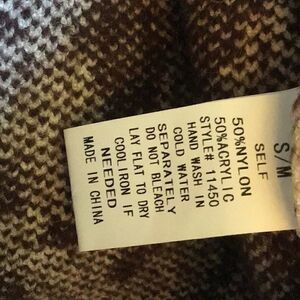 S/M
SELF
50%NYLON
50%ACRYLIC
STYLE# 11450
HAND WASH IN
COLD WATER
SEPARATELY
DO NOT BLEACH
LAY FLAT TO DRY
COOL IRON IF
NEEDED
MADE IN CHINA